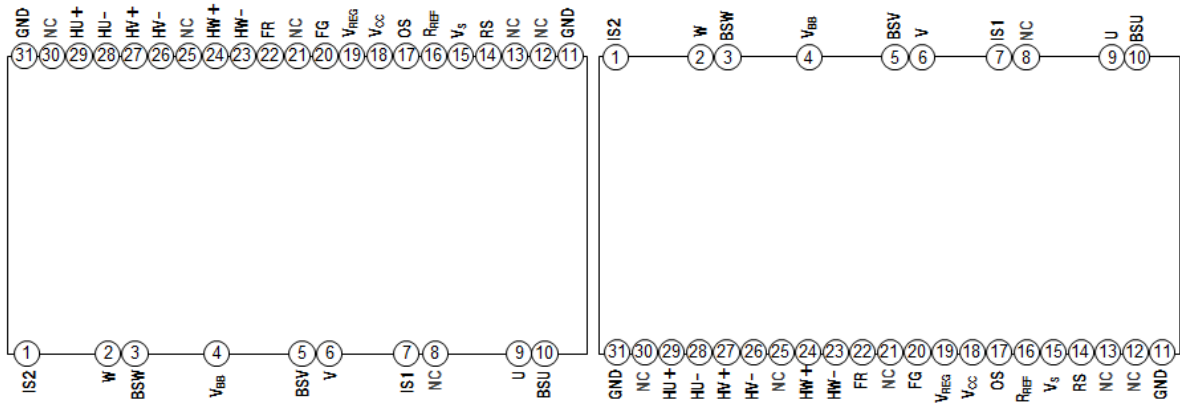 GND NC HU+ HU- HV+ HV- NC HW+ HW- FR NC FG VREG VCC OS RREF VS RS NC NC GND
31 30 29 28 27 26 25 24 23 22 21 20 19 18 17 16 15 14 13 12 11
1 2 3 4 5 6 7 8 9 10
IS2 W BSW VBB BSV V IS1 NC U BSU
IS2 W BSW VBB BSV V IS1 NC U BSU
1 2 3 4 5 6 7 8 9 10
31 30 29 28 27 26 25 24 23 22 21 20 19 18 17 16 15 14 13 12 11
GND NC HU+ HU- HV+ HV- NC HW+ HW- FR NC FG VREG VCC OS RREF VS RS NC NC GND